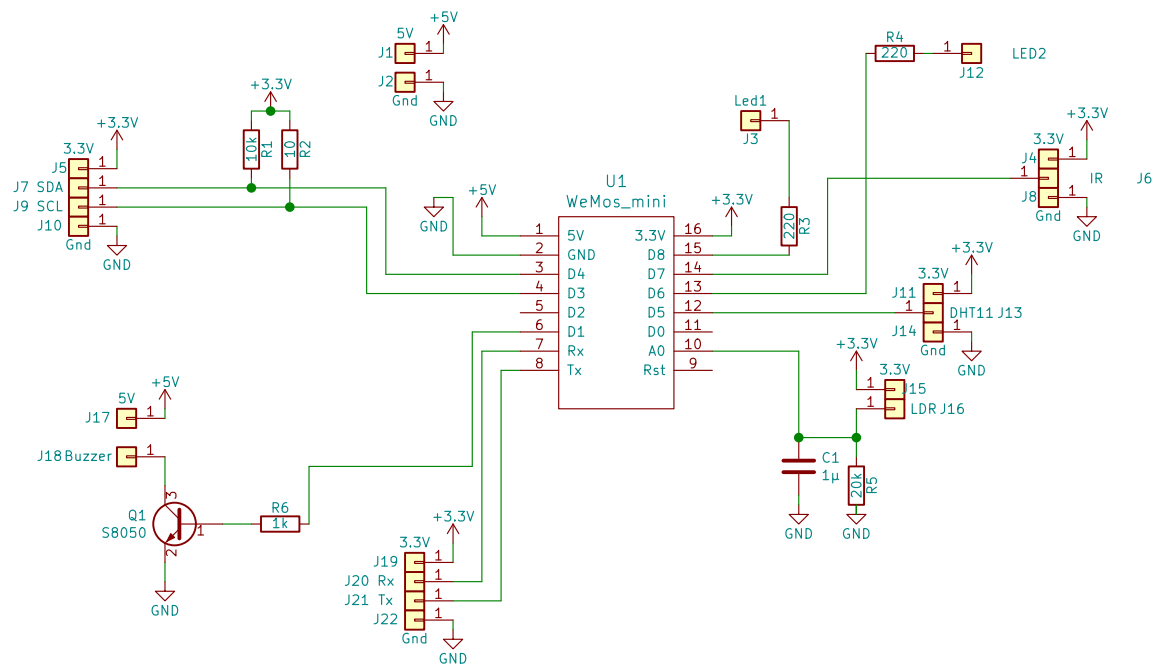 +5V
5V
J1 1
J2 1
Gnd
GND
R4
220
1
J12
LED2
Led1
1
J3
220
R3
+3.3V
10k
R1
10
R2
+3.3V
3.3V
J5 1
J7 SDA 1
J9 SCL 1
J10 1
Gnd
GND
+3.3V
3.3V
J4 1
1 IR J6
J8 1
Gnd
GND
U1
WeMos_mini
+5V
GND
+3.3V
1 5V 3.3V 16
2 GND D8 15
3 D4 D7 14
4 D3 D6 13
5 D2 D5 12
6 D1 D0 11
7 Rx A0 10
8 Tx Rst 9
+3.3V
3.3V
J11 1
1 DHT11 J13
J14 1
Gnd
GND
+3.3V
3.3V
1 J15
1 LDR J16
C1
1µ
20k
R5
GND
GND
+5V
5V
J17 1
J18 Buzzer 1
3
Q1
S8050
1
2
R6
1k
GND
+3.3V
3.3V
J19 1
J20 Rx 1
J21 Tx 1
J22 1
Gnd
GND